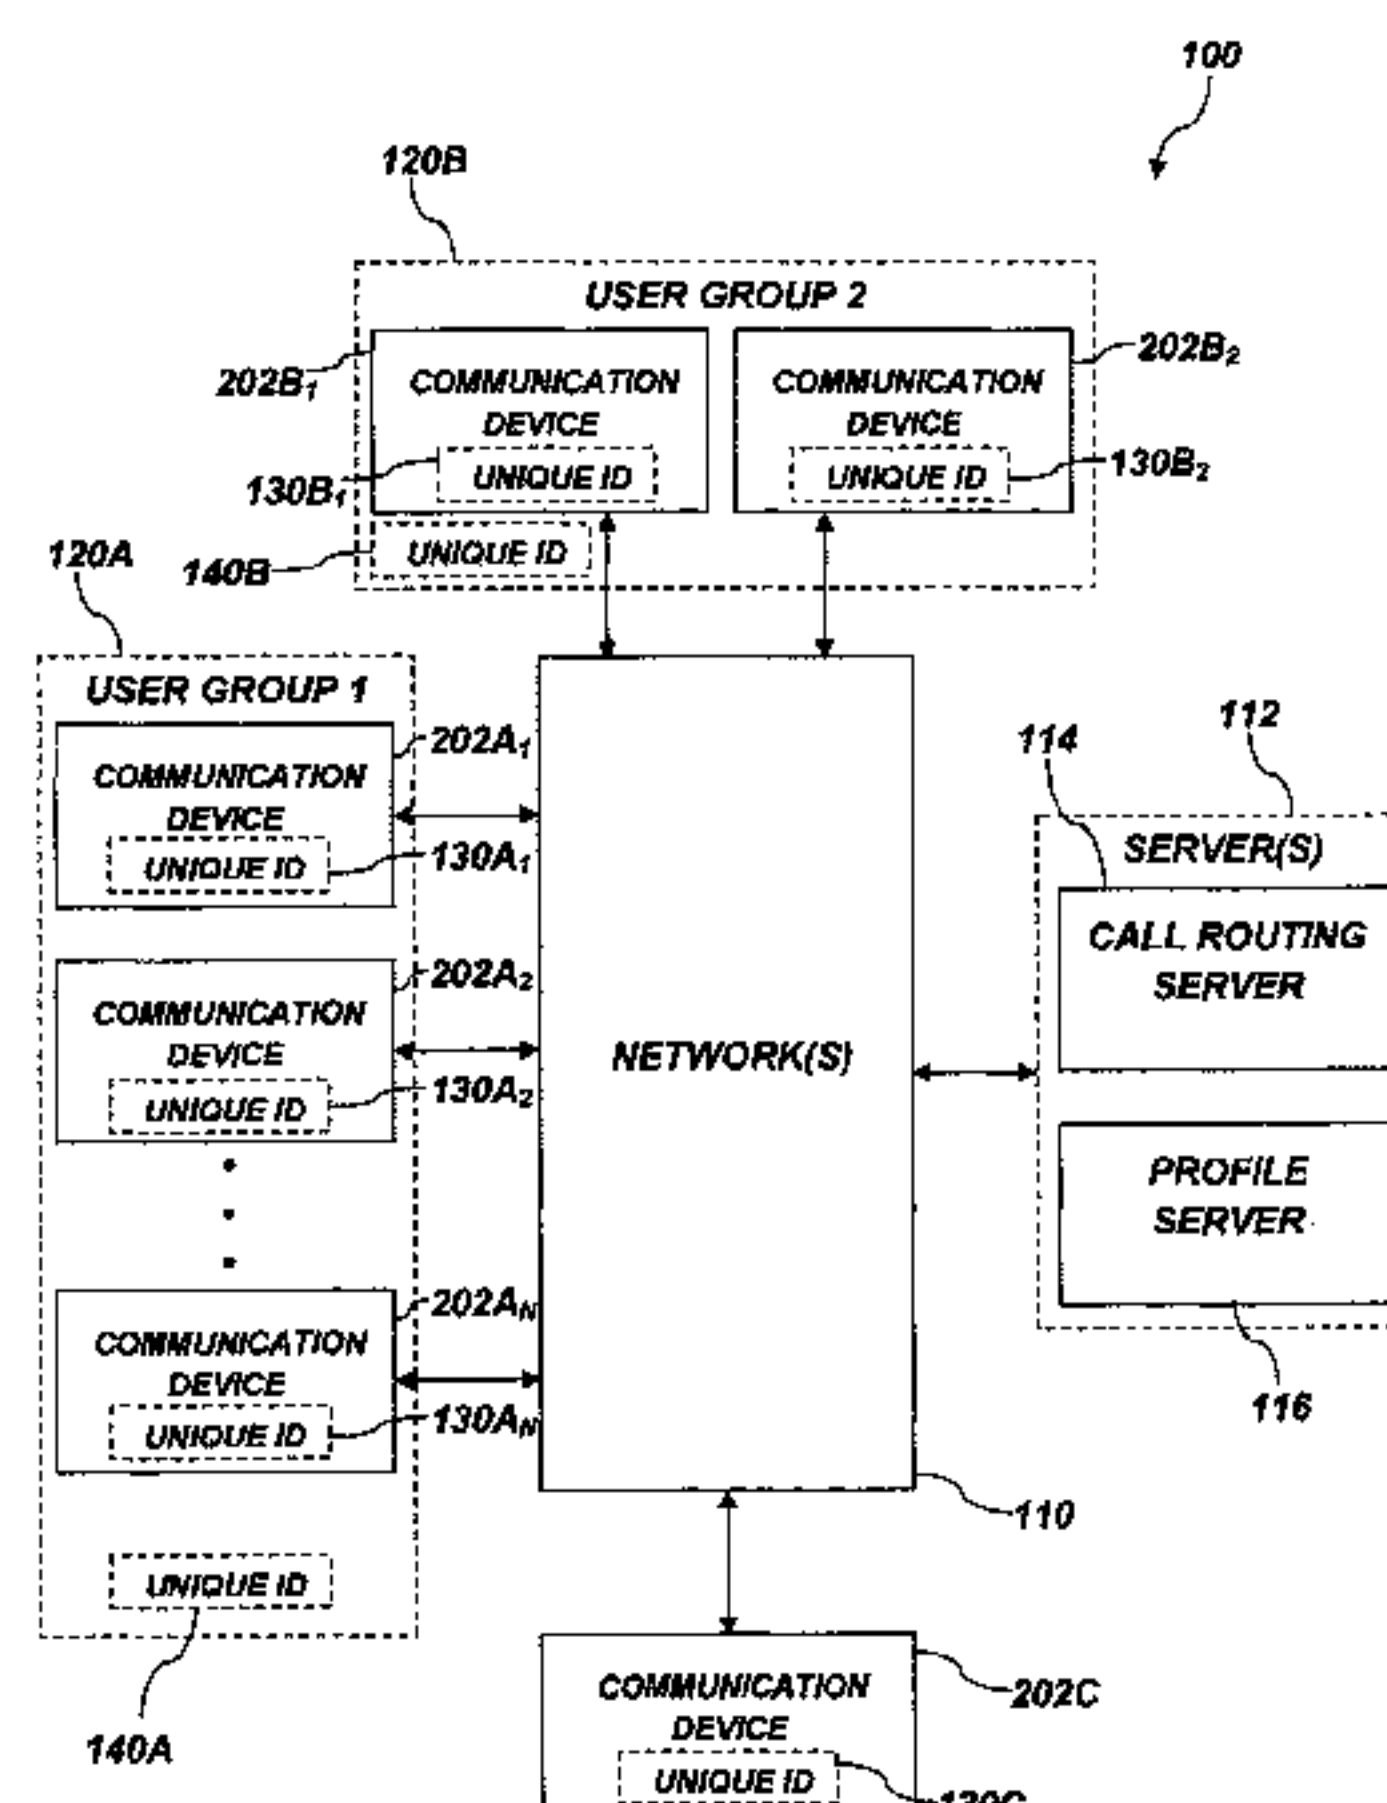 100
120B
USER GROUP 2
202B1
COMMUNICATION
DEVICE
UNIQUE ID
130B1
COMMUNICATION
DEVICE
UNIQUE ID
202B2
130B2
140B
UNIQUE ID
120A
USER GROUP 1
COMMUNICATION
DEVICE
UNIQUE ID
202A1
130A1
COMMUNICATION
DEVICE
UNIQUE ID
202A2
130A2
COMMUNICATION
DEVICE
UNIQUE ID
202AN
130AN
UNIQUE ID
140A
NETWORK(S)
110
112
114
SERVER(S)
CALL ROUTING
SERVER
PROFILE
SERVER
116
COMMUNICATION
DEVICE
UNIQUE ID
202C
130C